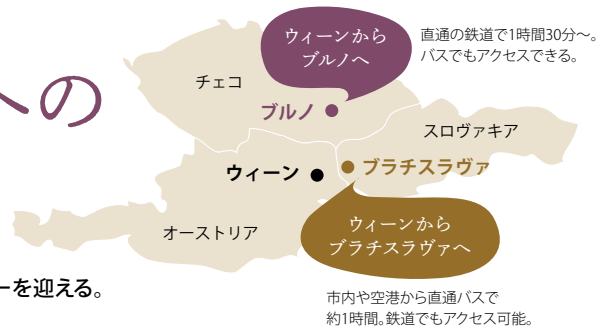 への
ウィーンから
ブルノへ
直通の鉄道で1時間30分〜。
バスでもアクセスできる。
チェコ
ブルノ
スロヴァキア
ウィーン
ブラチスラヴァ
オーストリア
ウィーンから
ブラチスラヴァへ
ーを迎える。
市内や空港から直通バスで
約1時間。鉄道でもアクセス可能。